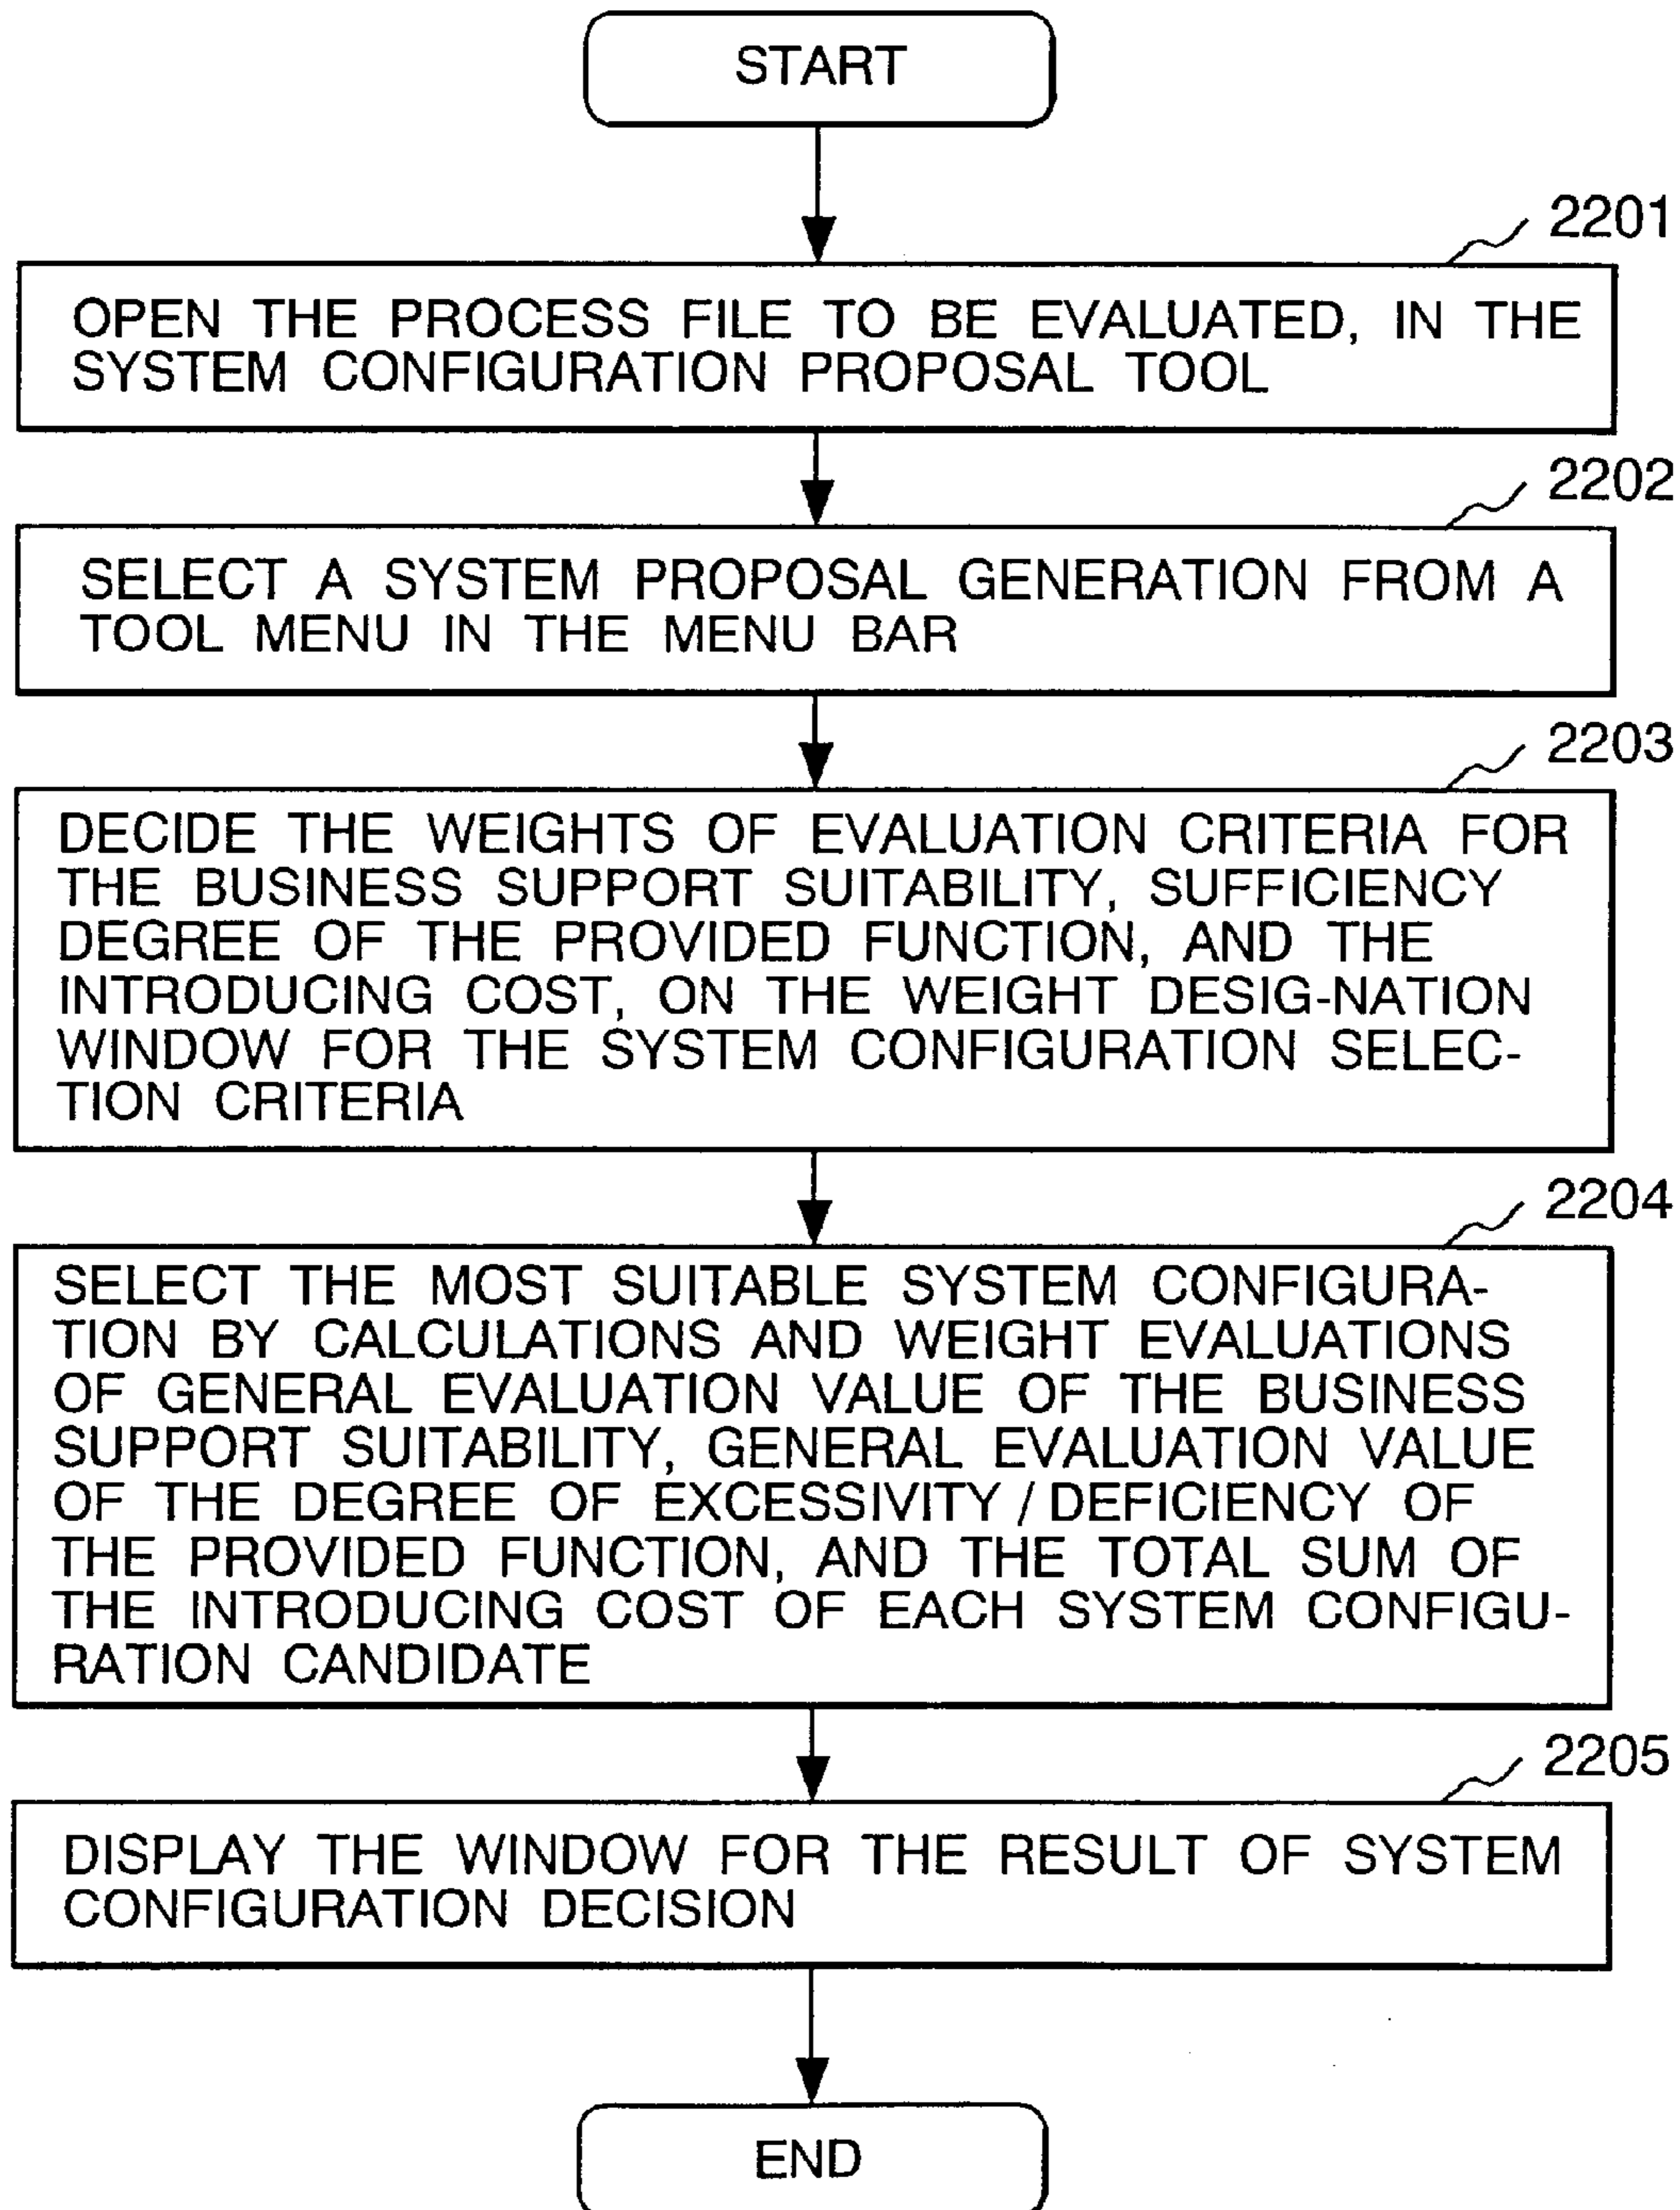 START
2201
OPEN THE PROCESS FILE TO BE EVALUATED, IN THE
SYSTEM CONFIGURATION PROPOSAL TOOL
2202
SELECT A SYSTEM PROPOSAL GENERATION FROM A
TOOL MENU IN THE MENU BAR
2203
DECIDE THE WEIGHTS OF EVALUATION CRITERIA FOR
THE BUSINESS SUPPORT SUITABILITY, SUFFICIENCY
DEGREE OF THE PROVIDED FUNCTION, AND THE
INTRODUCING COST, ON THE WEIGHT DESIG-NATION
WINDOW FOR THE SYSTEM CONFIGURATION SELEC-
TION CRITERIA
2204
SELECT THE MOST SUITABLE SYSTEM CONFIGURA-
TION BY CALCULATIONS AND WEIGHT EVALUATIONS
OF GENERAL EVALUATION VALUE OF THE BUSINESS
SUPPORT SUITABILITY, GENERAL EVALUATION VALUE
OF THE DEGREE OF EXCESSIVITY / DEFICIENCY OF
THE PROVIDED FUNCTION, AND THE TOTAL SUM OF
THE INTRODUCING COST OF EACH SYSTEM CONFIGU-
RATION CANDIDATE
2205
DISPLAY THE WINDOW FOR THE RESULT OF SYSTEM
CONFIGURATION DECISION
END